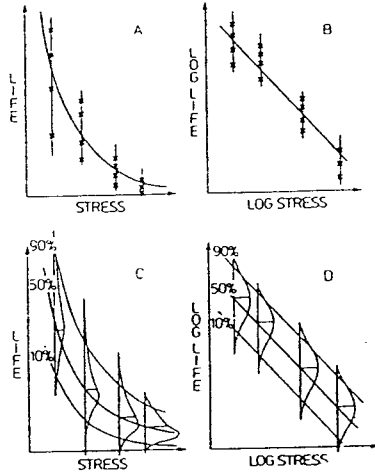 A
LIFE
STRESS
B
LOG LIFE
LOG STRESS
C
90%
50%
10%
LIFE
STRESS
D
90%
50%
10%
LOG LIFE
LOG STRESS